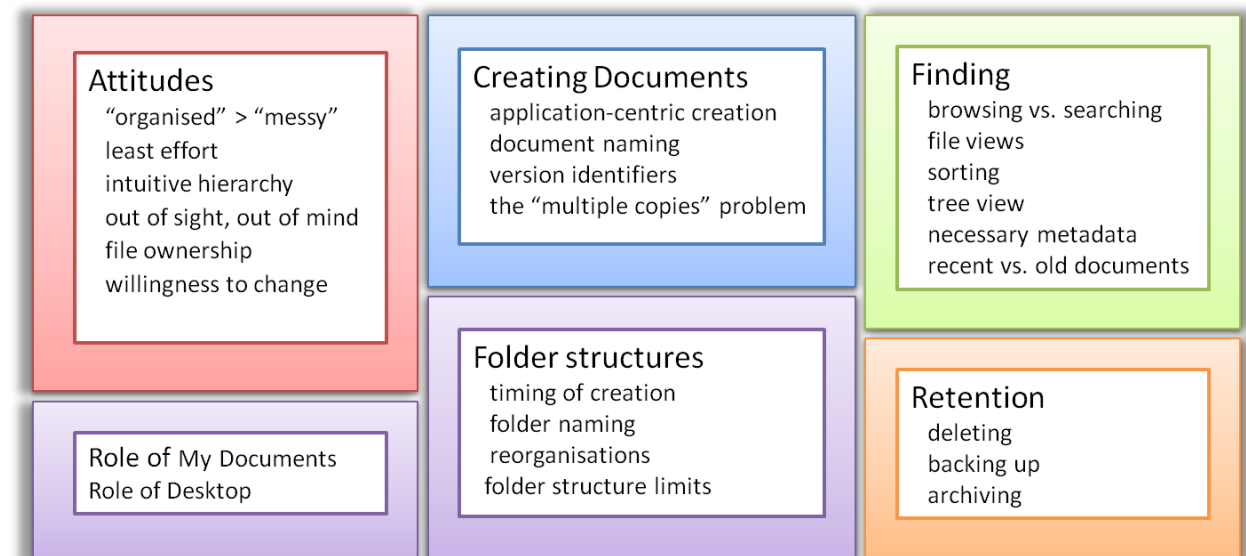 Attitudes
“organised” > “messy”
least effort
intuitive hierarchy
out of sight, out of mind
file ownership
willingness to change
Role of My Documents
Role of Desktop
Creating Documents
application-centric creation
document naming
version identifiers
the “multiple copies” problem
Folder structures
timing of creation
folder naming
reorganisations
folder structure limits
Finding
browsing vs. searching
file views
sorting
tree view
necessary metadata
recent vs. old documents
Retention
deleting
backing up
archiving